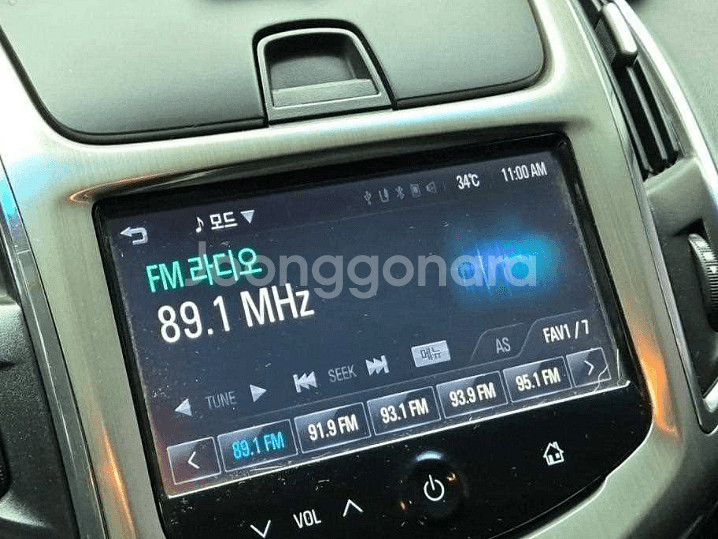 34℃ 11:00 AM
♪ 모드 ▼
FM 라디오
Joonggonara
89.1 MHz
FAV1 / 7
AS
메뉴
TUNE SEEK
89.1 FM 91.9 FM 93.1 FM 93.9 FM 95.1 FM
VOL